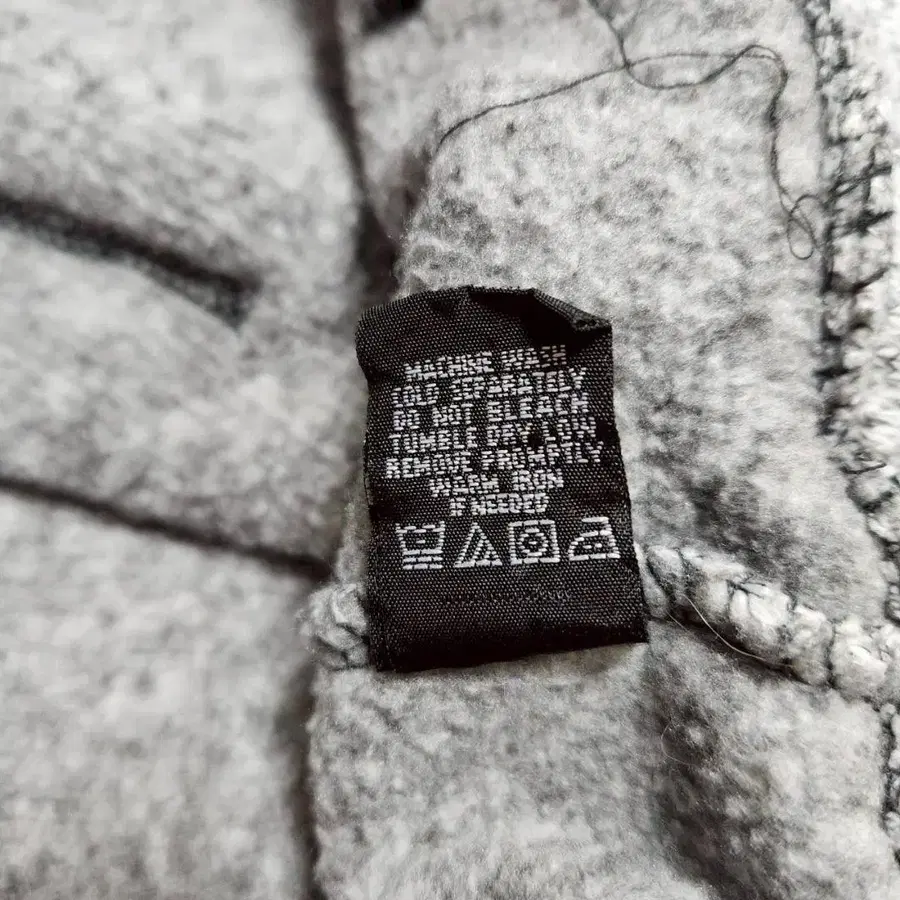 MACHINE WASH
COLD SEPARATELY
DO NOT BLEACH
TUMBLE DRY LOW
REMOVE PROMPTLY
WARM IRON
IF NEEDED